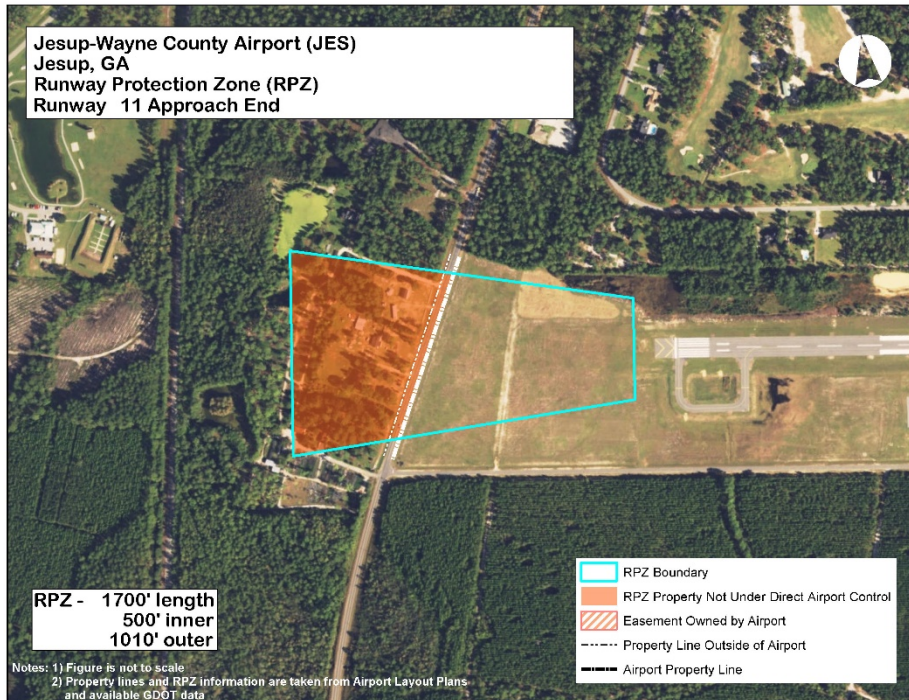 Jesup-Wayne County Airport (JES)
Jesup, GA
Runway Protection Zone (RPZ)
Runway 11 Approach End
RPZ - 1700' length
500' inner
1010' outer
RPZ Boundary
RPZ Property Not Under Direct Airport Control
Easement Owned by Airport
Property Line Outside of Airport
Airport Property Line
Notes: 1) Figure is not to scale
2) Property lines and RPZ information are taken from Airport Layout Plans
and available GDOT data